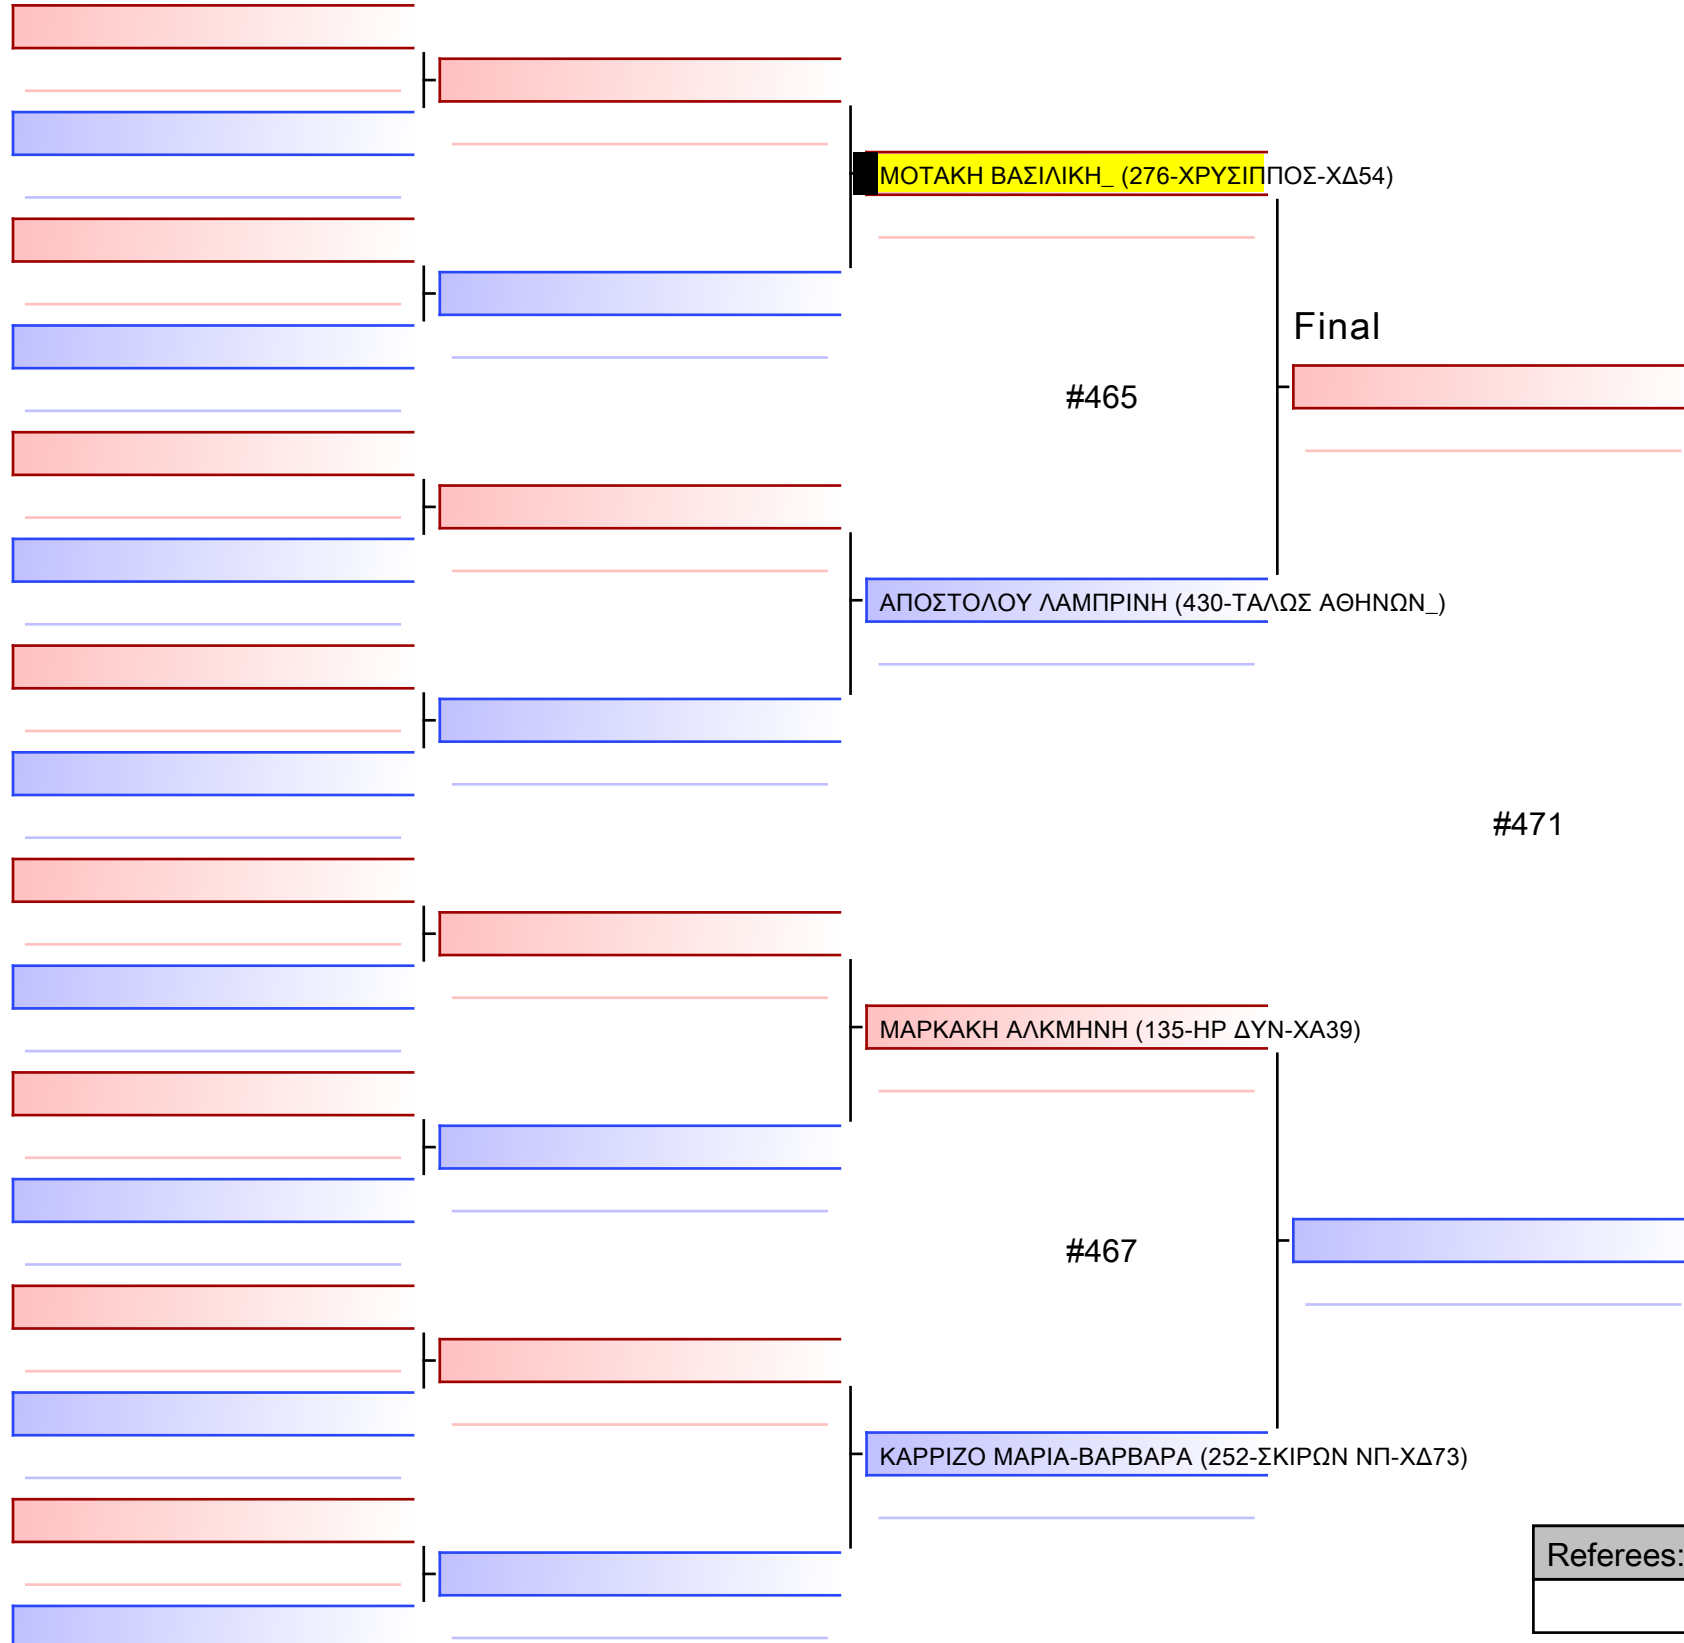 ΜΟΤΑΚΗ ΒΑΣΙΛΙΚΗ_ (276-ΧΡΥΣΙΠΠΟΣ-ΧΔ54)
Final
#465
ΑΠΟΣΤΟΛΟΥ ΛΑΜΠΡΙΝΗ (430-ΤΑΛΩΣ ΑΘΗΝΩΝ_)
#471
ΜΑΡΚΑΚΗ ΑΛΚΜΗΝΗ (135-ΗΡ ΔΥΝ-ΧΑ39)
#467
ΚΑΡΡΙΖΟ ΜΑΡΙΑ-ΒΑΡΒΑΡΑ (252-ΣΚΙΡΩΝ ΝΠ-ΧΔ73)
Referees: